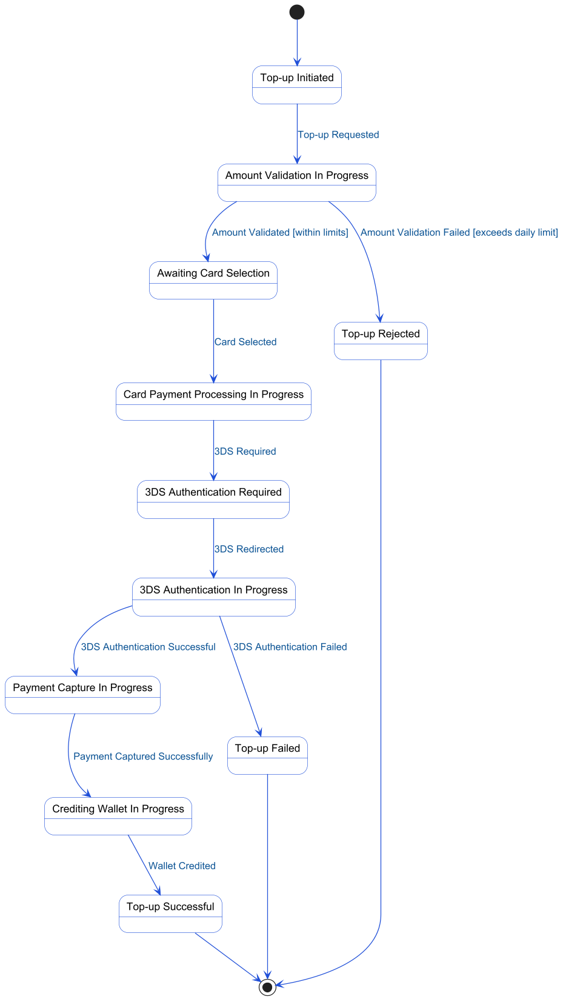 Top-up Initiated
Top-up Requested
Amount Validation In Progress
Amount Validated [within limits]
Amount Validation Failed [exceeds daily limit]
Awaiting Card Selection
Top-up Rejected
Card Selected
Card Payment Processing In Progress
3DS Required
3DS Authentication Required
3DS Redirected
3DS Authentication In Progress
3DS Authentication Successful
3DS Authentication Failed
Payment Capture In Progress
Top-up Failed
Payment Captured Successfully
Crediting Wallet In Progress
Wallet Credited
Top-up Successful